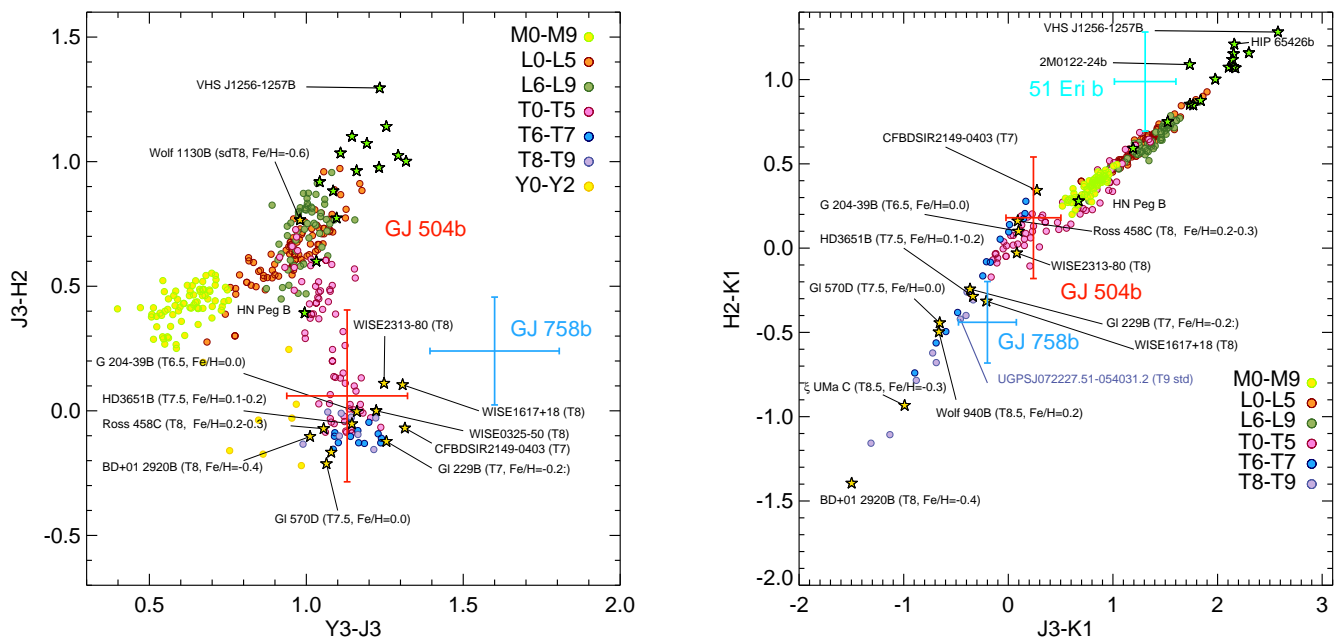 1.5
1.0
0.5
0.0
-0.5
0.5
1.0
1.6
2.0
J3-H2
Y3-J3
M0-M9
L0-L5
L6-L9
T0-T5
T6-T7
T8-T9
Y0-Y2
VHS J1256-1257B
Wolf 1130B (sdT8, Fe/H=-0.6)
GJ 504b
HN Peg B
WISE2313-80 (T8)
GJ 758b
G 204-39B (T6.5, Fe/H=0.0)
HD3651B (T7.5, Fe/H=0.1-0.2)
Ross 458C (T8, Fe/H=0.2-0.3)
BD+01 2920B (T8, Fe/H=-0.4)
WISE1617+18 (T8)
WISE0325-50 (T8)
CFBDSIR2149-0403 (T7)
Gl 229B (T7, Fe/H=-0.2:)
Gl 570D (T7.5, Fe/H=0.0)
1.0
0.5
0.0
-0.5
-1.0
-1.5
-2.0
-2
-1
0
1
2
3
H2-K1
J3-K1
VHS J1256-1257B
HIP 65426b
2M0122-24b
51 Eri b
CFBDSIR2149-0403 (T7)
G 204-39B (T6.5, Fe/H=0.0)
HN Peg B
HD3651B (T7.5, Fe/H=0.1-0.2)
Ross 458C (T8, Fe/H=0.2-0.3)
WISE2313-80 (T8)
Gl 570D (T7.5, Fe/H=0.0)
GJ 504b
Gl 229B (T7, Fe/H=-0.2:)
GJ 758b
WISE1617+18 (T8)
UGPSJ072227.51-054031.2 (T9 std)
ξ UMa C (T8.5, Fe/H=-0.3)
Wolf 940B (T8.5, Fe/H=0.2)
BD+01 2920B (T8, Fe/H=-0.4)
M0-M9
L0-L5
L6-L9
T0-T5
T6-T7
T8-T9